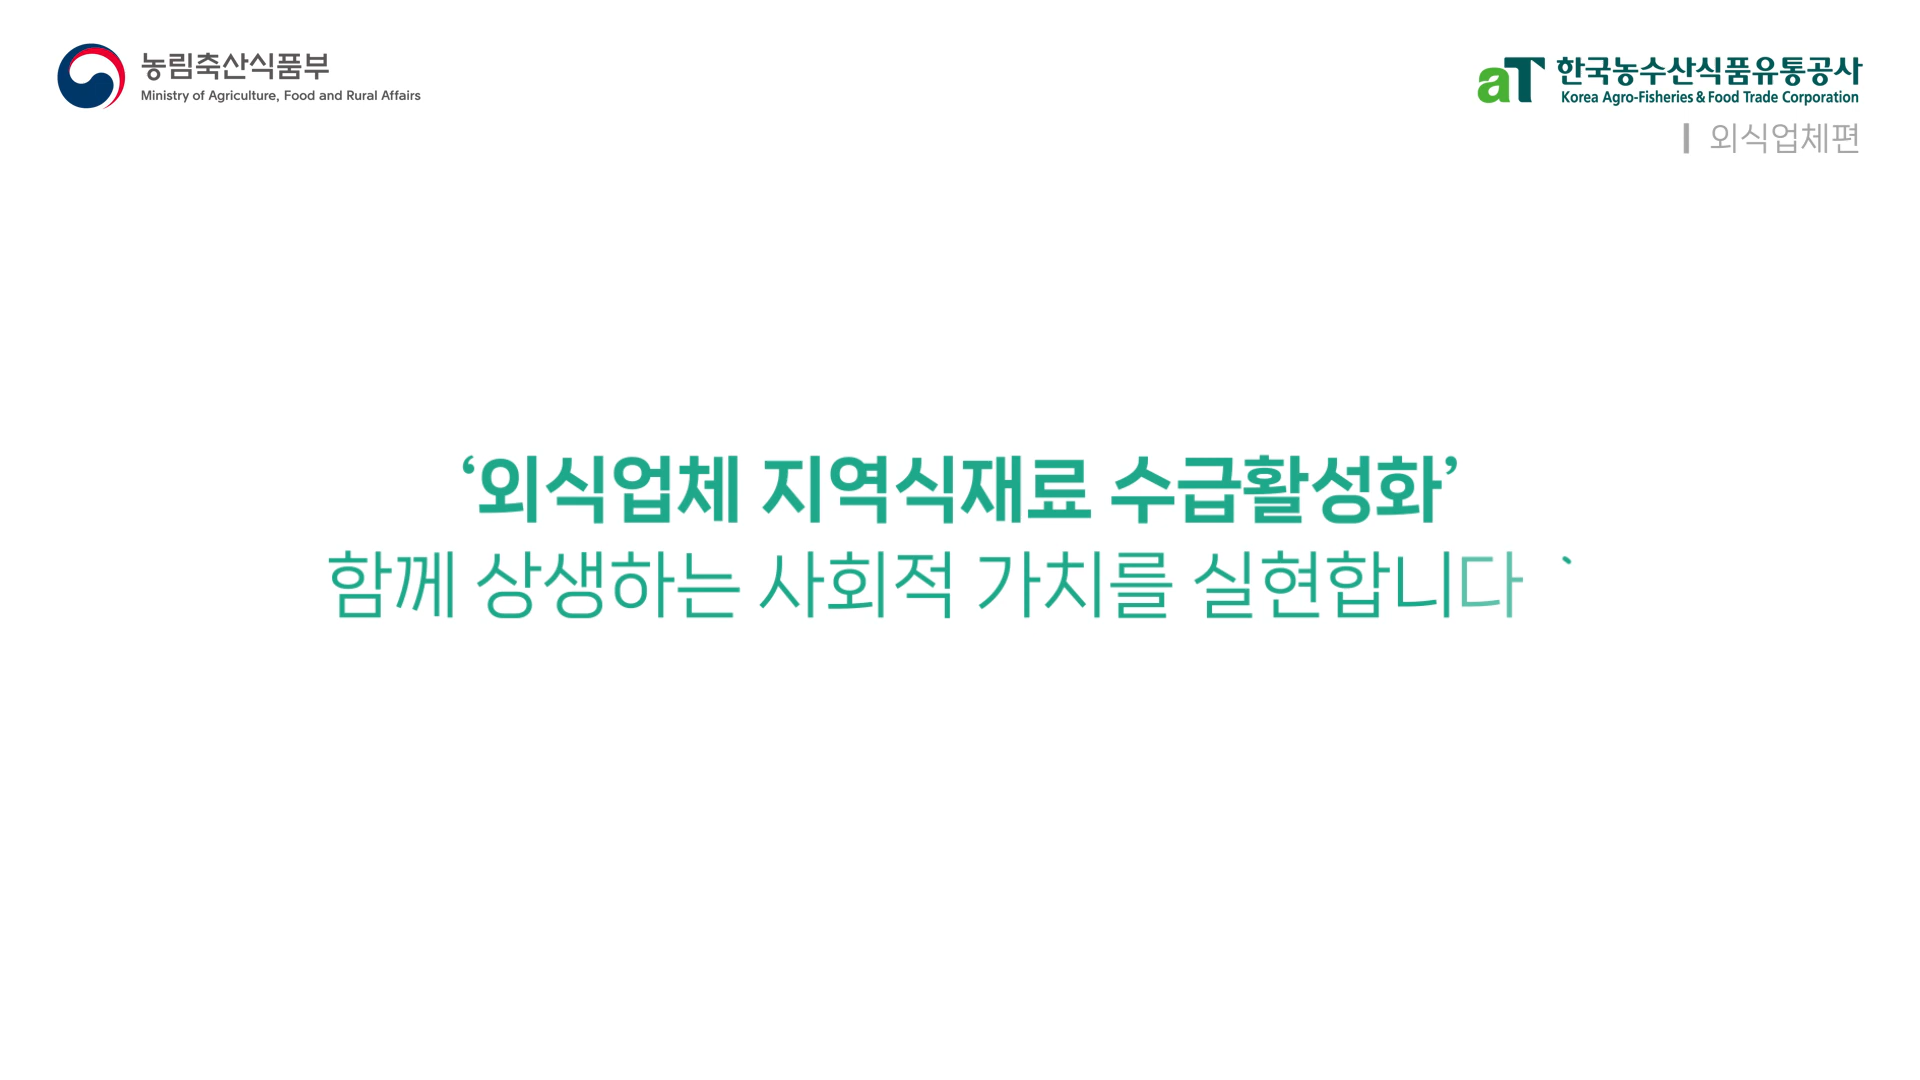 농림축산식품부
Ministry of Agriculture, Food and Rural Affairs
aT 한국농수산식품유통공사
Korea Agro-Fisheries & Food Trade Corporation
외식업체편
‘외식업체 지역식재료 수급활성화’
함께 상생하는 사회적 가치를 실현합니다